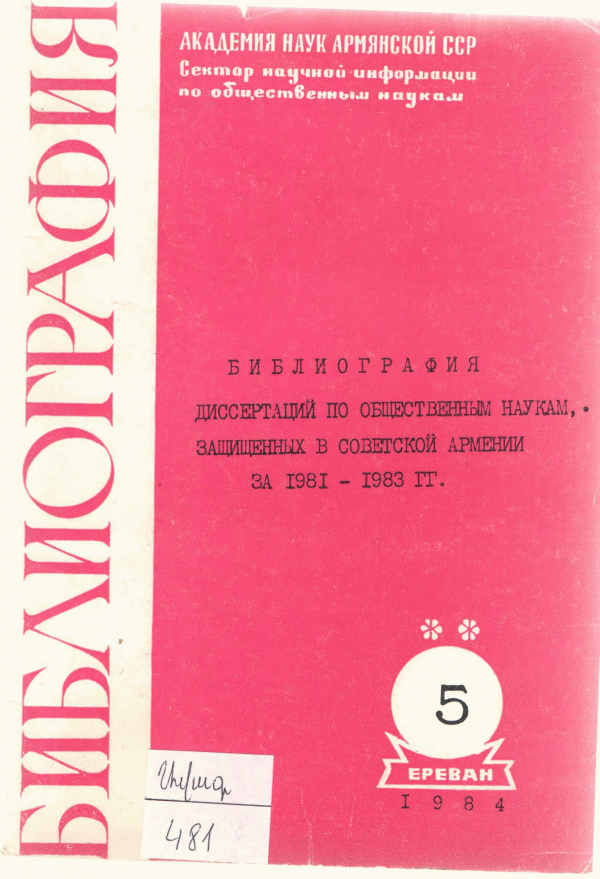 БИБЛИОГРАФИЯ
АКАДЕМИЯ НАУК АРМЯНСКОЙ ССР
Сектор научной информации
по общественным наукам
БИБЛИОГРАФИЯ
ДИССЕРТАЦИЙ ПО ОБЩЕСТВЕННЫМ НАУКАМ,
ЗАЩИЩЕННЫХ В СОВЕТСКОЙ АРМЕНИИ
ЗА 1981 – 1983 ГГ.
5
ЕРЕВАН
1984
481